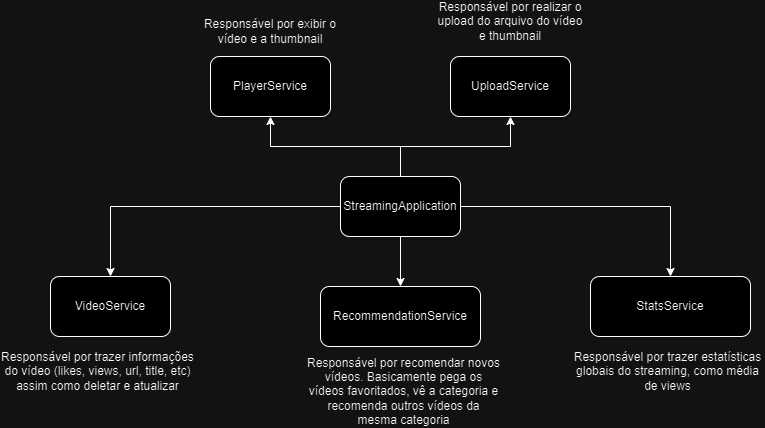 Responsável por exibir o
vídeo e a thumbnail
Responsável por realizar o
upload do arquivo do vídeo
e thumbnail
PlayerService
UploadService
StreamingApplication
VideoService
RecommendationService
StatsService
Responsável por trazer informações
do vídeo (likes, views, url, title, etc)
assim como deletar e atualizar
Responsável por recomendar novos
vídeos. Basicamente pega os
vídeos favoritados, vê a categoria e
recomenda outros vídeos da
mesma categoria
Responsável por trazer estatísticas
globais do streaming, como média
de views